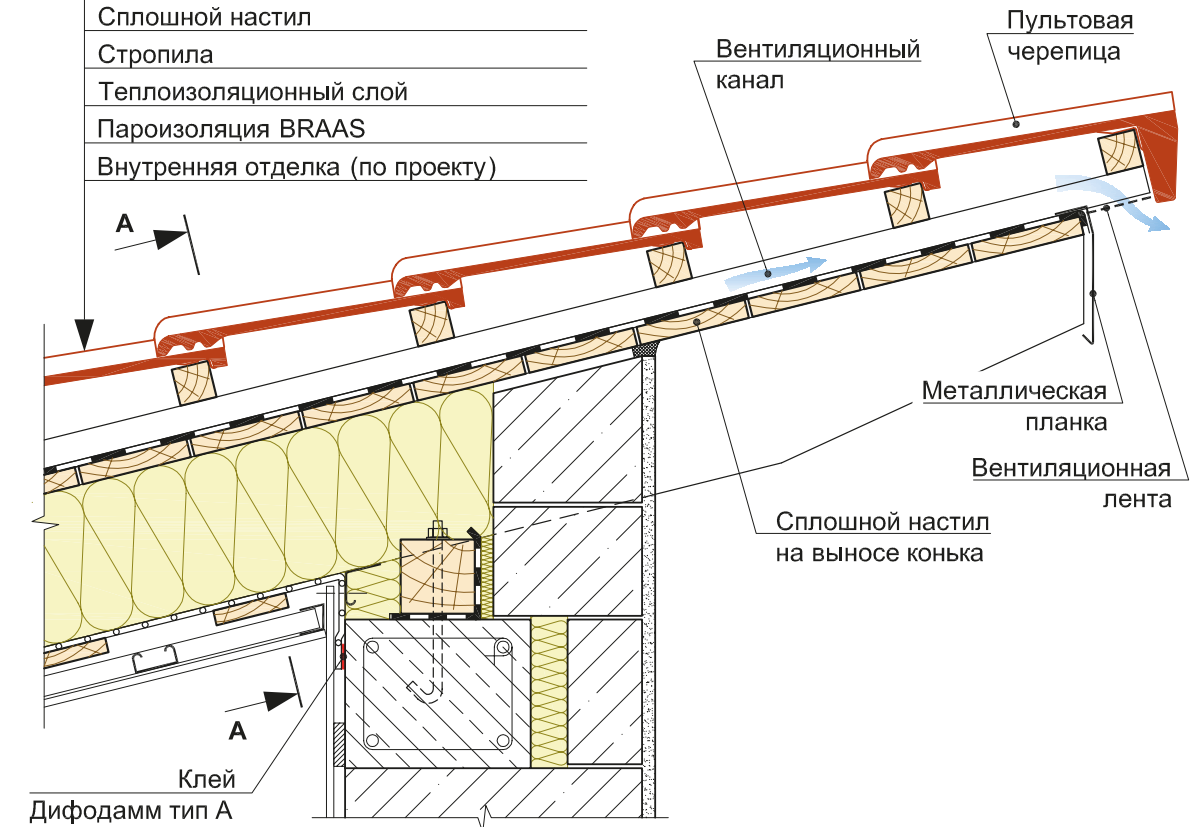 Сплошной настил
Стропила
Теплоизоляционный слой
Пароизоляция BRAAS
Внутренняя отделка (по проекту)
Вентиляционный
канал
Пультовая
черепица
А
Металлическая
планка
Вентиляционная
лента
Сплошной настил
на выносе конька
А
Клей
Дифодамм тип А